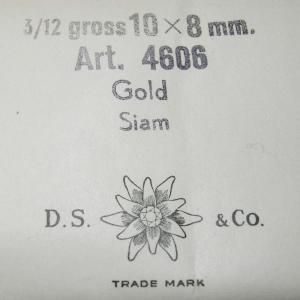 3/12 gross 10×8 mm.
Art. 4606
Gold
Siam
D.S. & Co.
TRADE MARK